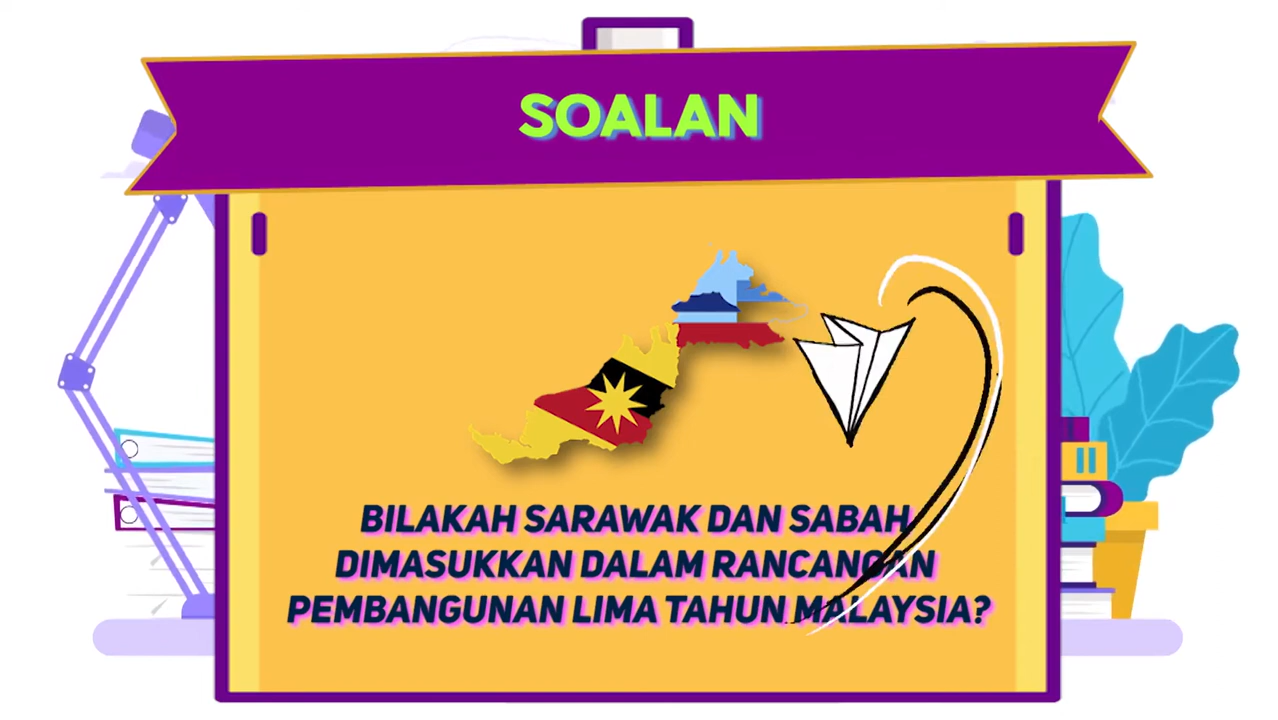 SOALAN
BILAKAH SARAWAK DAN SABAH
DIMASUKKAN DALAM RANCANGAN
PEMBANGUNAN LIMA TAHUN MALAYSIA?